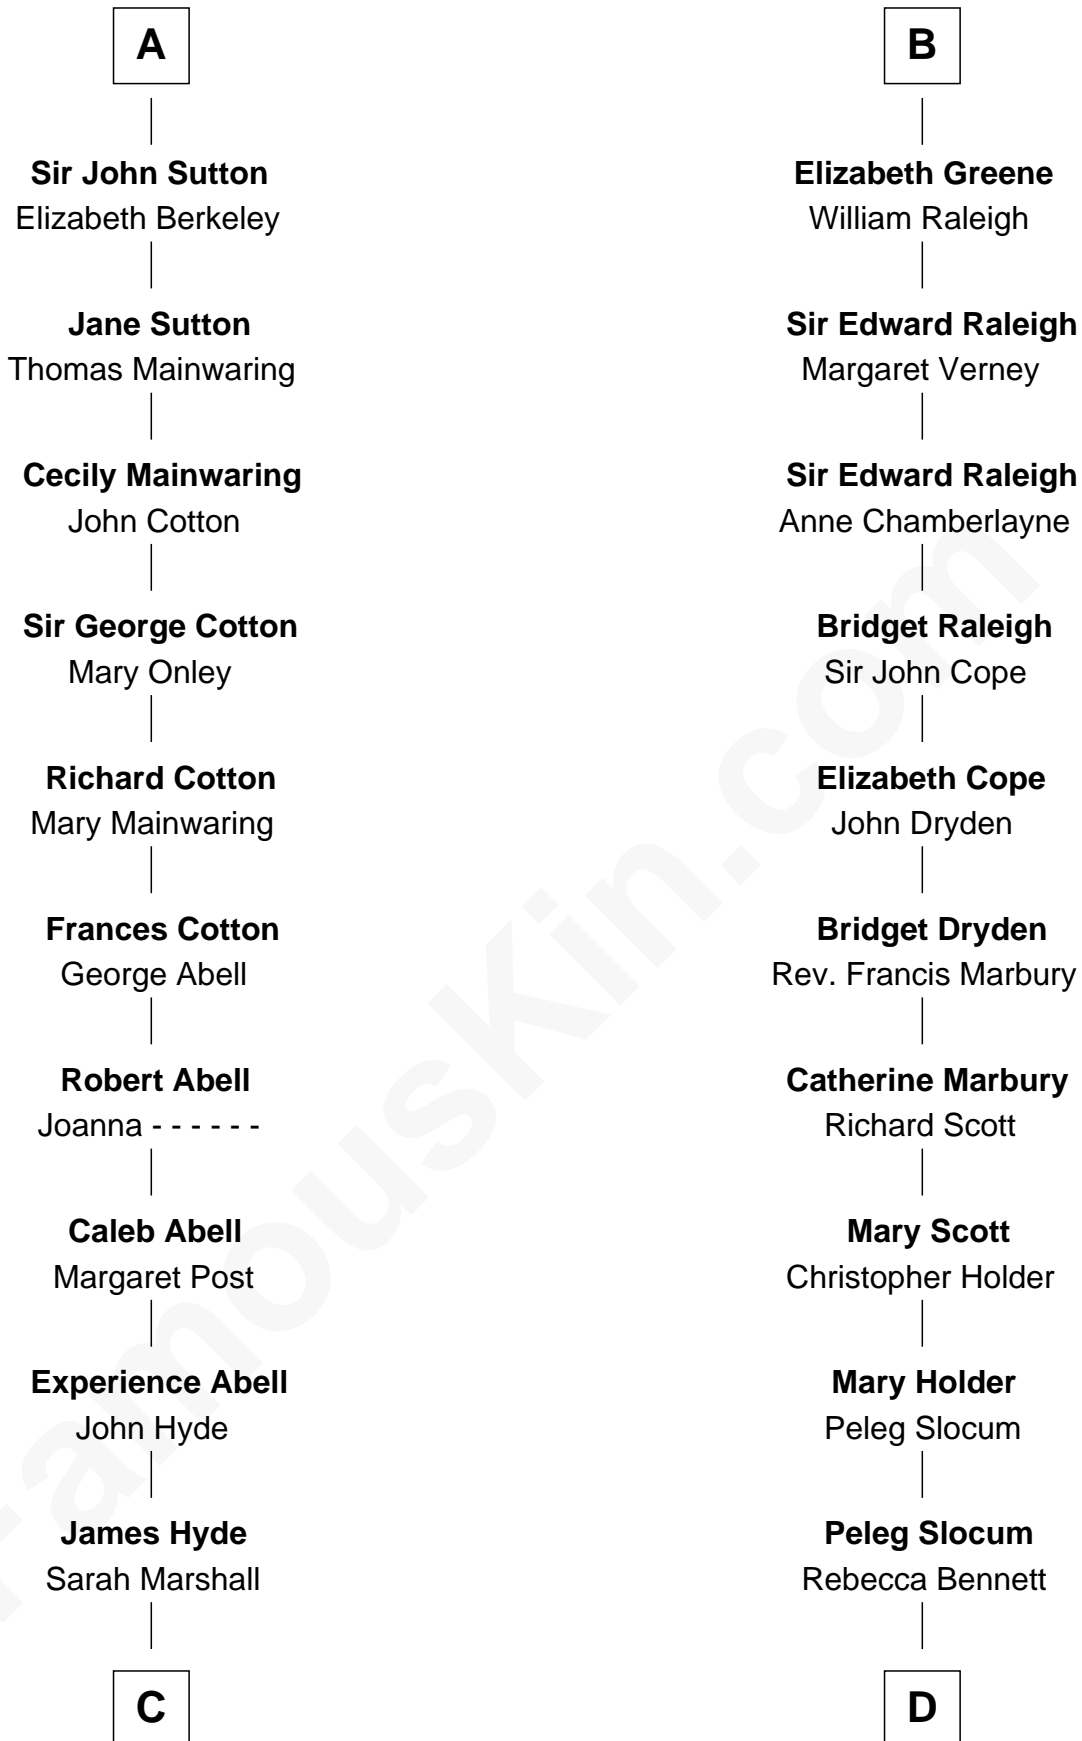 A
Sir John Sutton
Elizabeth Berkeley
Jane Sutton
Thomas Mainwaring
Cecily Mainwaring
John Cotton
Sir George Cotton
Mary Onley
Richard Cotton
Mary Mainwaring
Frances Cotton
George Abell
Robert Abell
Joanna - - - - - -
Caleb Abell
Margaret Post
Experience Abell
John Hyde
James Hyde
Sarah Marshall
C
B
Elizabeth Greene
William Raleigh
Sir Edward Raleigh
Margaret Verney
Sir Edward Raleigh
Anne Chamberlayne
Bridget Raleigh
Sir John Cope
Elizabeth Cope
John Dryden
Bridget Dryden
Rev. Francis Marbury
Catherine Marbury
Richard Scott
Mary Scott
Christopher Holder
Mary Holder
Peleg Slocum
Peleg Slocum
Rebecca Bennett
D
FamousKin.com